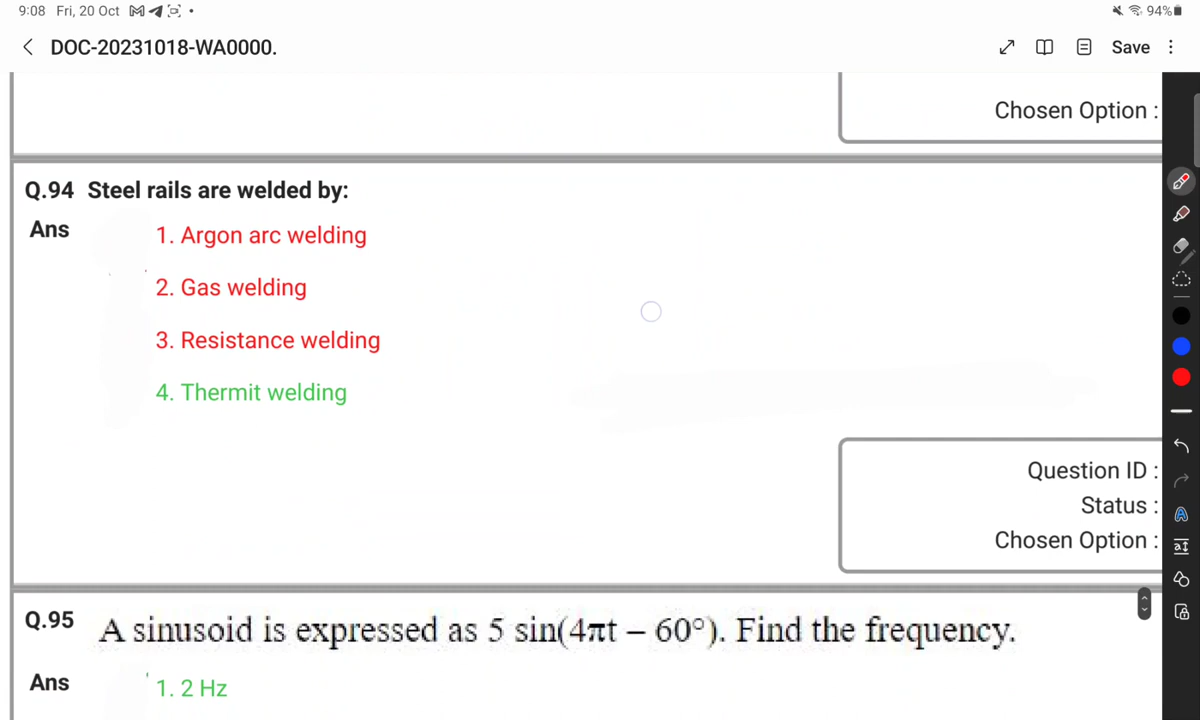 9:08 Fri, 20 Oct
94%
DOC-20231018-WA0000.
Save
Chosen Option :
Q.94 Steel rails are welded by:
Ans
1. Argon arc welding
2. Gas welding
3. Resistance welding
4. Thermit welding
Question ID :
Status :
Chosen Option :
Q.95 A sinusoid is expressed as 5 sin(4πt – 60°). Find the frequency.
Ans
1. 2 Hz